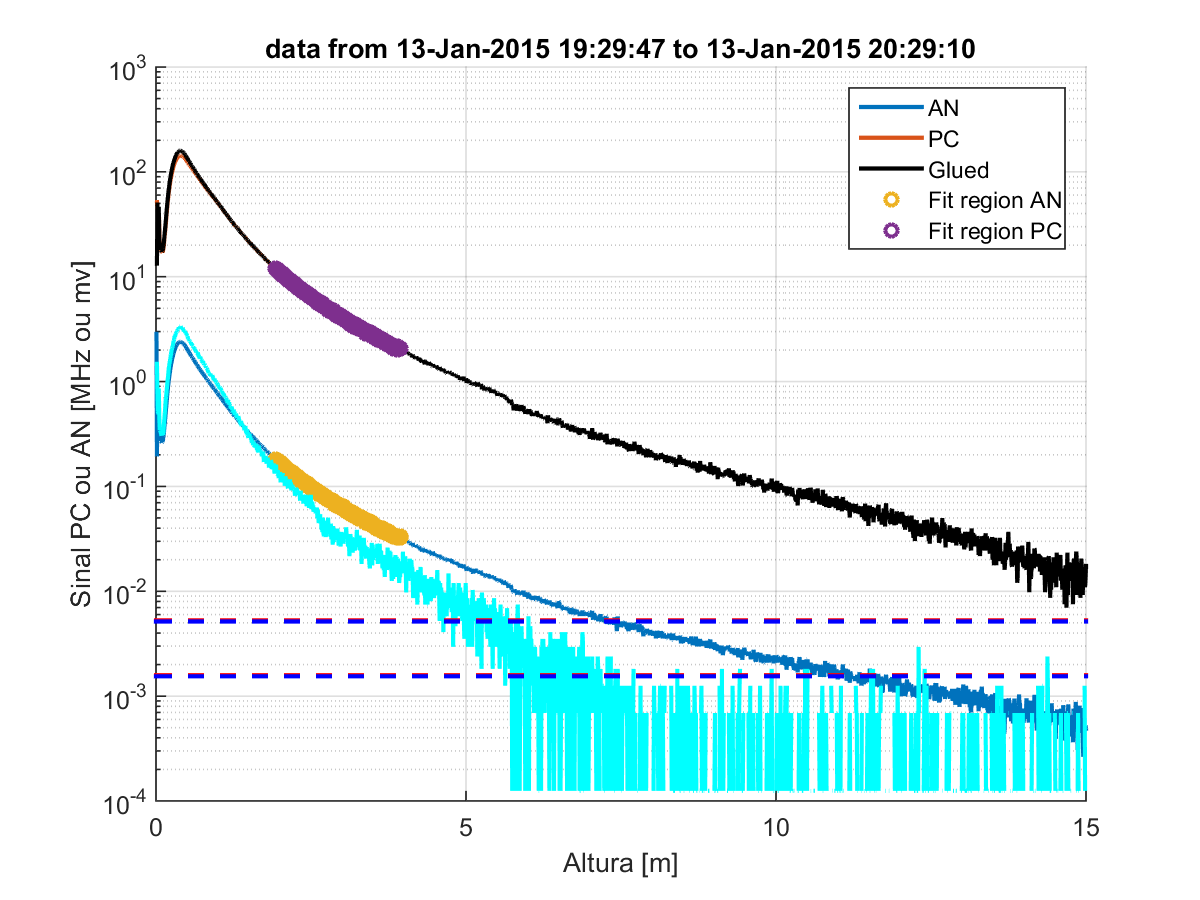 data from 13-Jan-2015 19:29:47 to 13-Jan-2015 20:29:10
Sinal PC ou AN [MHz ou mv]
10^3
10^2
10^1
10^0
10^-1
10^-2
10^-3
10^-4
AN
PC
Glued
Fit region AN
Fit region PC
0 5 10 15
Altura [m]